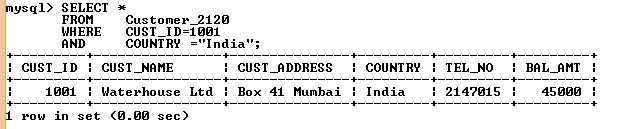 mysql> SELECT *
FROM Customer_2120
WHERE CUST_ID=1001
AND COUNTRY ="India";
+---------+----------------+---------------+---------+---------+---------+
| CUST_ID | CUST_NAME | CUST_ADDRESS | COUNTRY | TEL_NO | BAL_AMT |
+---------+----------------+---------------+---------+---------+---------+
| 1001 | Waterhouse Ltd | Box 41 Mumbai | India | 2147015 | 45000 |
+---------+----------------+---------------+---------+---------+---------+
1 row in set (0.00 sec)